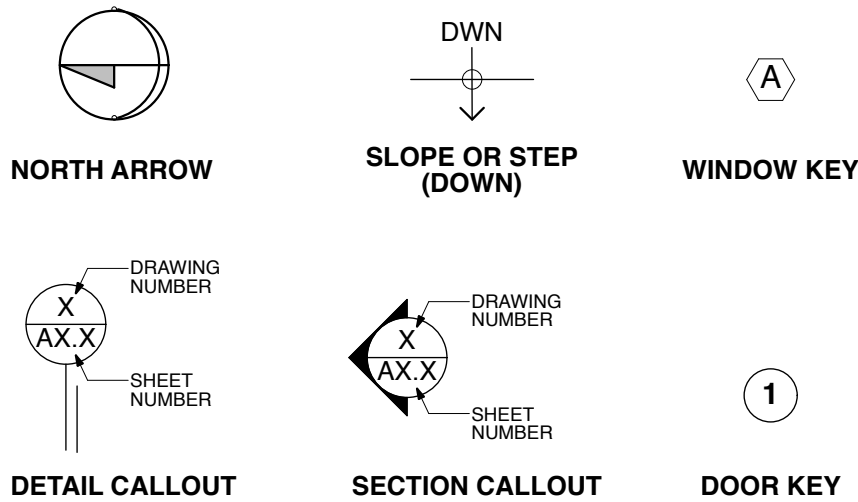 DWN
A
NORTH ARROW
SLOPE OR STEP
(DOWN)
WINDOW KEY
DRAWING
NUMBER
X
AX.X
SHEET
NUMBER
DRAWING
NUMBER
X
AX.X
SHEET
NUMBER
1
DETAIL CALLOUT
SECTION CALLOUT
DOOR KEY